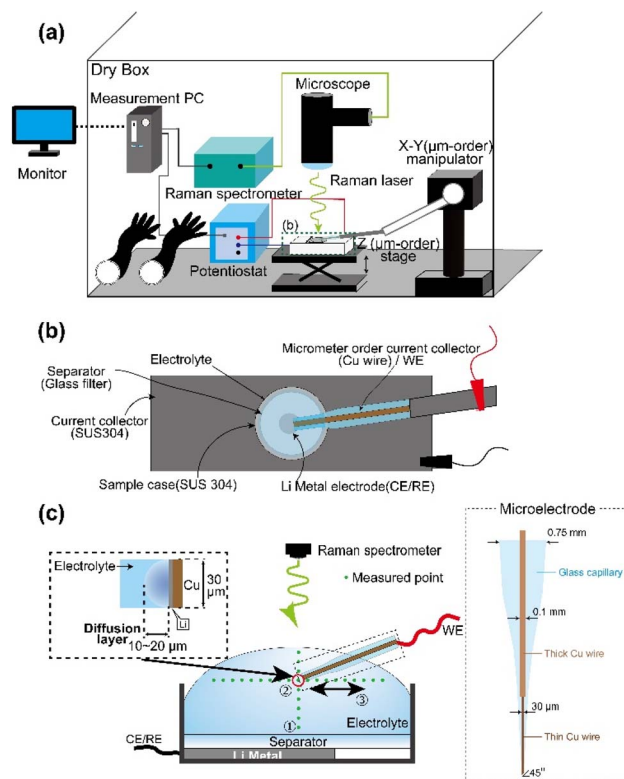 (a)
Dry Box
Measurement PC
Microscope
X-Y(μm-order)
manipulator
Monitor
Raman spectrometer
Raman laser
(b)
Z (μm-order)
stage
Potentiostat
(b)
Electrolyte
Micrometer order current collector
(Cu wire) / WE
Separator
(Glass filter)
Current collector
(SUS304)
Sample case(SUS 304)
Li Metal electrode(CE/RE)
(c)
Microelectrode
Raman spectrometer
Measured point
0.75 mm
Electrolyte
Cu
30
μm
Glass capillary
Li
Diffusion
layer
10~20 μm
WE
0.1 mm
②
③
Thick Cu wire
①
Electrolyte
30 μm
CE/RE
Separator
Li Metal
Thin Cu wire
45°